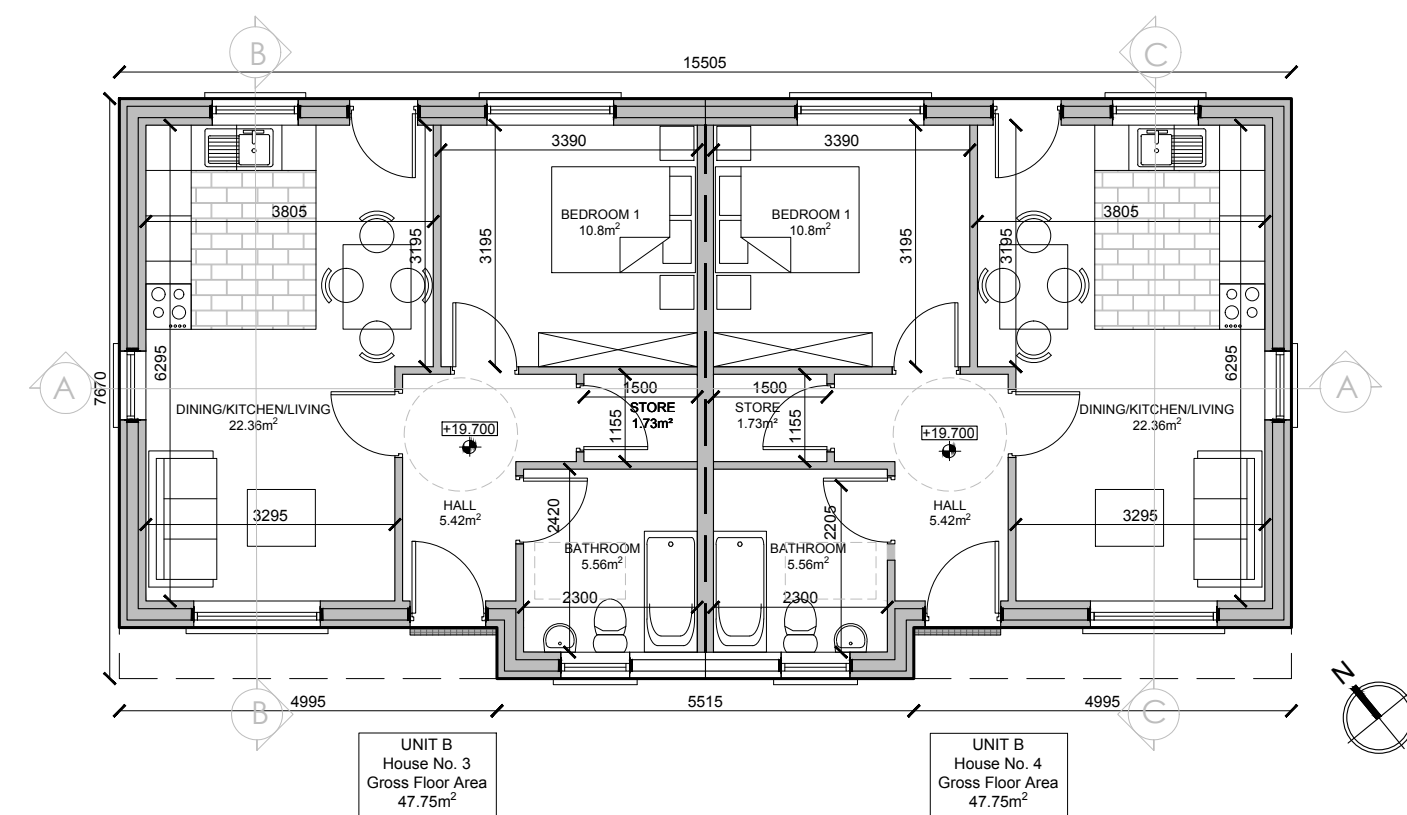 B
C
15505
3390
3390
3805
3805
BEDROOM 1
10.8m²
BEDROOM 1
10.8m²
3195
3195
3195
3195
A
7670
6295
6295
A
1500
1500
DINING/KITCHEN/LIVING
22.36m²
STORE
1.73m²
STORE
1.73m²
DINING/KITCHEN/LIVING
22.36m²
+19.700
1155
1155
+19.700
HALL
5.42m²
HALL
5.42m²
3295
2420
2205
3295
BATHROOM
5.56m²
BATHROOM
5.56m²
2300
2300
N
4995
5515
4995
B
C
UNIT B
House No. 3
Gross Floor Area
47.75m²
UNIT B
House No. 4
Gross Floor Area
47.75m²